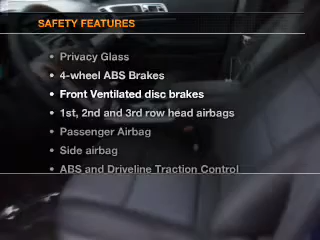 SAFETY FEATURES
• Privacy Glass
• 4-wheel ABS Brakes
• Front Ventilated disc brakes
• 1st, 2nd and 3rd row head airbags
• Passenger Airbag
• Side airbag
• ABS and Driveline Traction Control